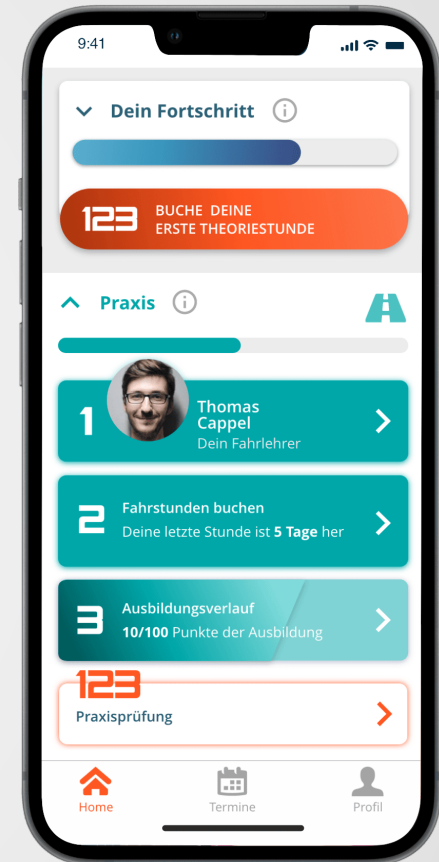 9:41
Dein Fortschritt
123 BUCHE DEINE
ERSTE THEORIESTUNDE
Praxis
1
Thomas
Cappel
Dein Fahrlehrer
2
Fahrstunden buchen
Deine letzte Stunde ist 5 Tage her
3
Ausbildungsverlauf
10/100 Punkte der Ausbildung
123
Praxisprüfung
Home Termine Profil